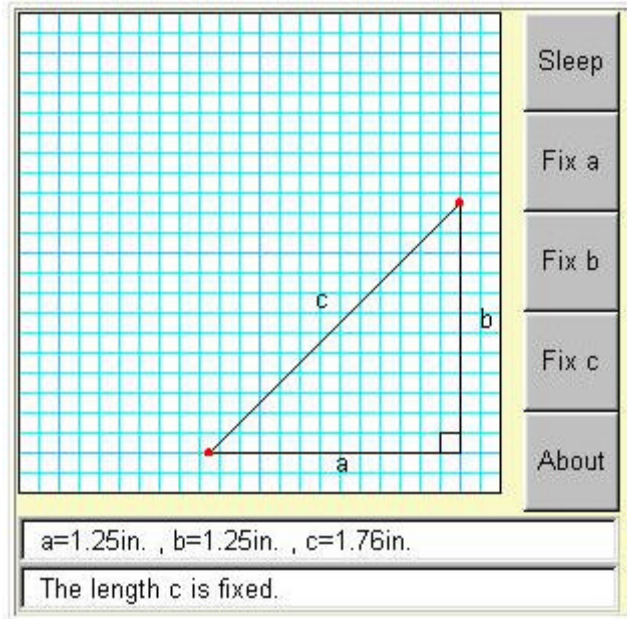 Sleep
Fix a
Fix b
Fix c
About
c
b
a
a=1.25in. , b=1.25in. , c=1.76in.
The length c is fixed.